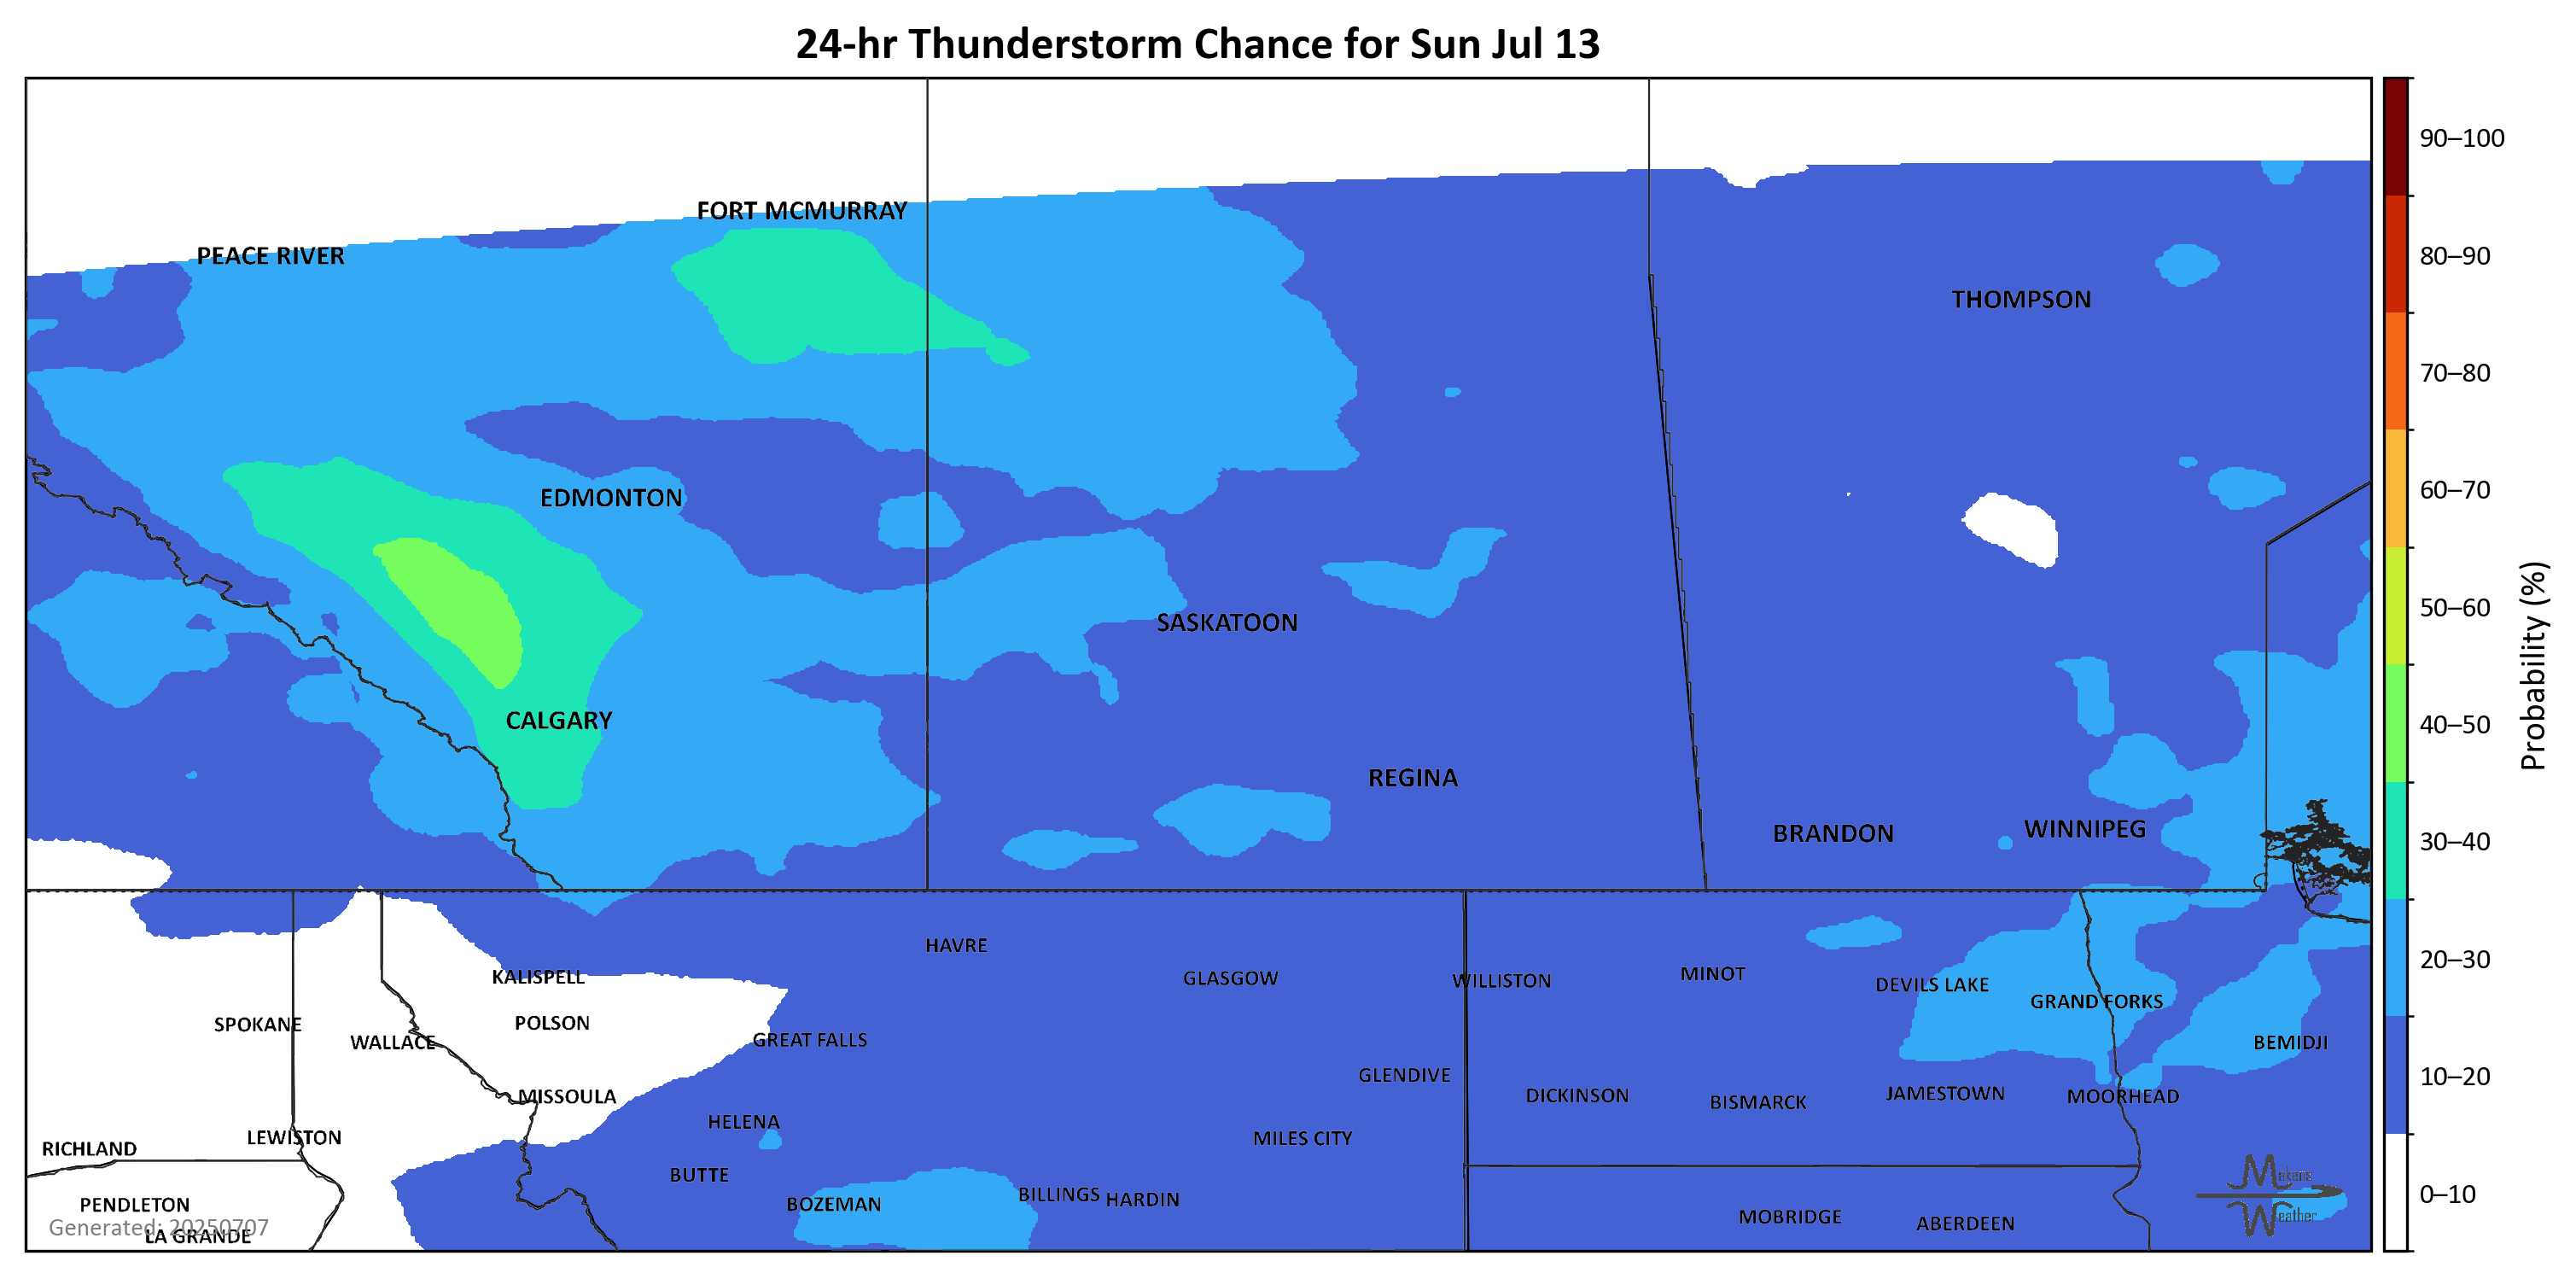 24-hr Thunderstorm Chance for Sun Jul 13
90–100
FORT MCMURRAY
80–90
PEACE RIVER
THOMPSON
70–80
60–70
EDMONTON
50–60
SASKATOON
Probability (%)
40–50
CALGARY
REGINA
30–40
BRANDON
WINNIPEG
20–30
HAVRE
KALISPELL
GLASGOW
WILLISTON
MINOT
DEVILS LAKE
GRAND FORKS
SPOKANE
POLSON
WALLACE
GREAT FALLS
BEMIDJI
10–20
GLENDIVE
MISSOULA
DICKINSON
BISMARCK
JAMESTOWN
MOORHEAD
HELENA
LEWISTON
MILES CITY
RICHLAND
BUTTE
Makens
Weather
0–10
BILLINGS
HARDIN
PENDLETON
BOZEMAN
MOBRIDGE
ABERDEEN
Generated: 20250707
LA GRANDE